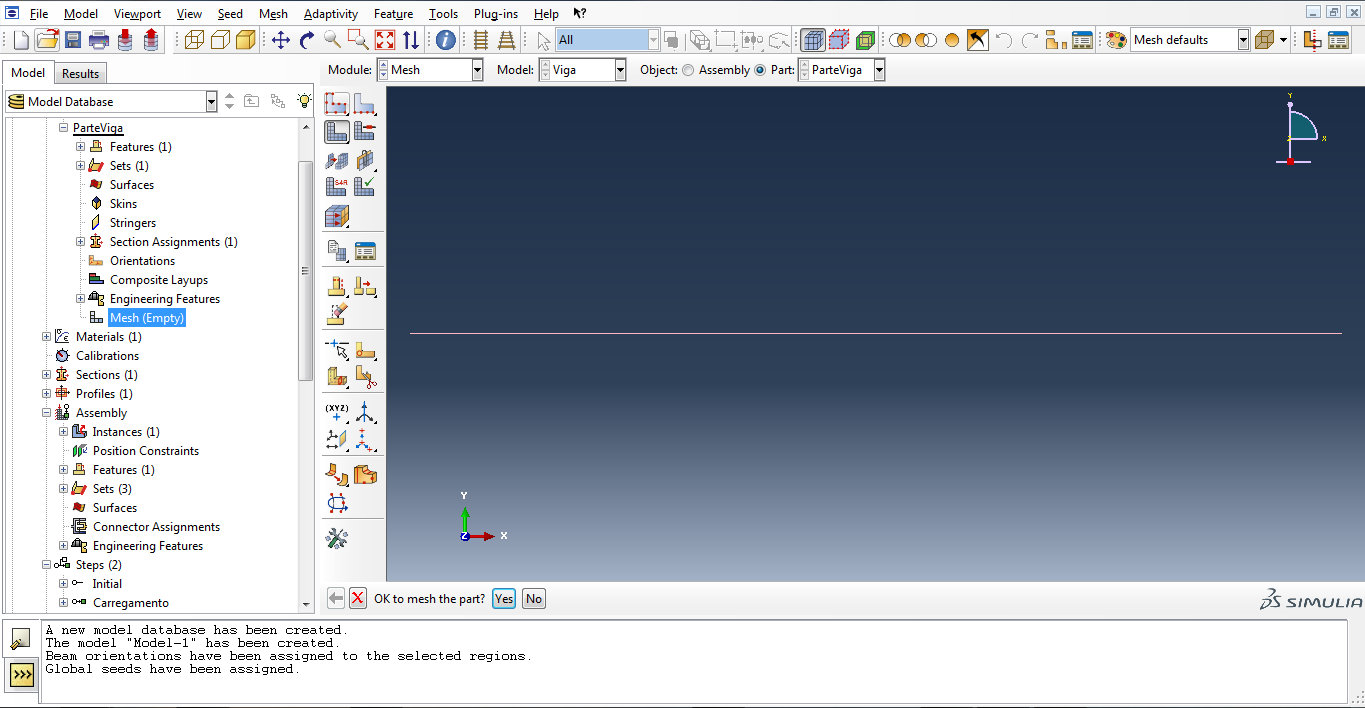 File Model Viewport View Seed Mesh Adaptivity Feature Tools Plug-ins Help
All Mesh defaults
Model Results Module: Mesh Model: Viga Object: Assembly Part: ParteViga
Model Database
ParteViga
Features (1)
Sets (1)
Surfaces
Skins
Stringers
Section Assignments (1)
Orientations
Composite Layups
Engineering Features
Mesh (Empty)
Materials (1)
Calibrations
Sections (1)
Profiles (1)
Assembly
Instances (1)
Position Constraints
Features (1)
Sets (3)
Surfaces
Connector Assignments
Engineering Features
Steps (2)
Initial
Carregamento
S4R
(XYZ)
Y
X
Z
Y
Z
X
OK to mesh the part? Yes No
SIMULIA
A new model database has been created.
The model "Model-1" has been created.
Beam orientations have been assigned to the selected regions.
Global seeds have been assigned.
>>>